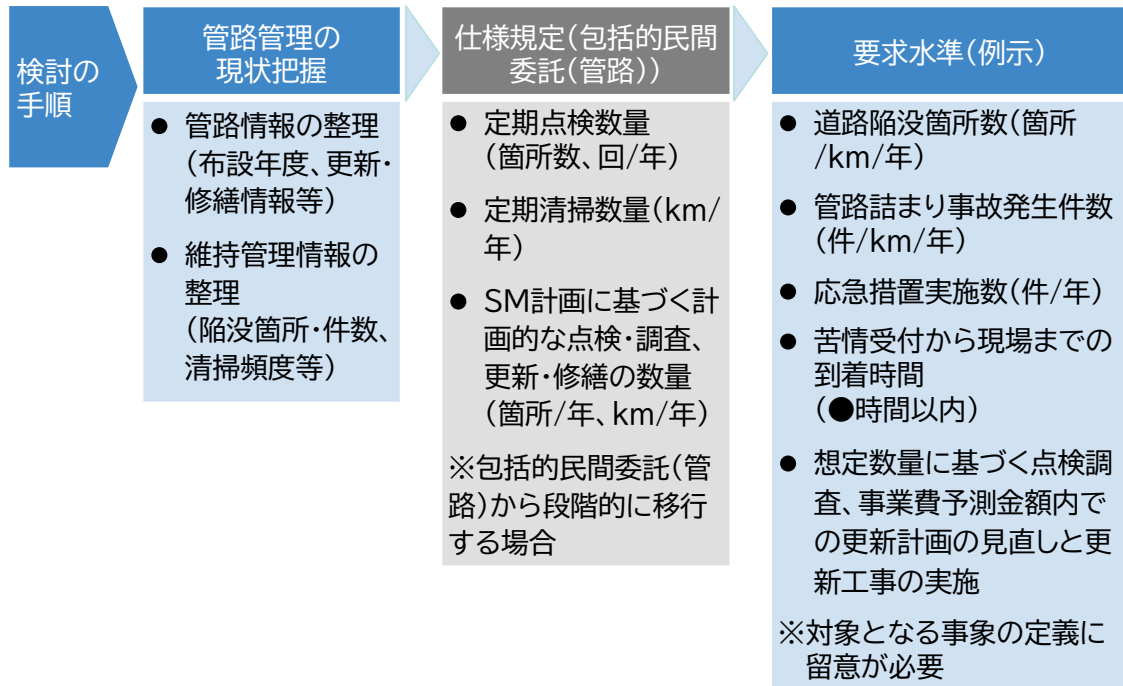 検討の
手順
管路管理の
現状把握
● 管路情報の整理
（布設年度、更新・
修繕情報等）
● 維持管理情報の
整理
（陥没箇所・件数、
清掃頻度等）
仕様規定（包括的民間
委託（管路））
● 定期点検数量
（箇所数、回/年）
● 定期清掃数量（km/
年）
● SM計画に基づく計
画的な点検・調査、
更新・修繕の数量
（箇所/年、km/年）
※包括的民間委託（管
路）から段階的に移行
する場合
要求水準（例示）
● 道路陥没箇所数（箇所
/km/年）
● 管路詰まり事故発生件数
（件/km/年）
● 応急措置実施数（件/年）
● 苦情受付から現場までの
到着時間
（●時間以内）
● 想定数量に基づく点検調
査、事業費予測金額内で
の更新計画の見直しと更
新工事の実施
※対象となる事象の定義に
留意が必要